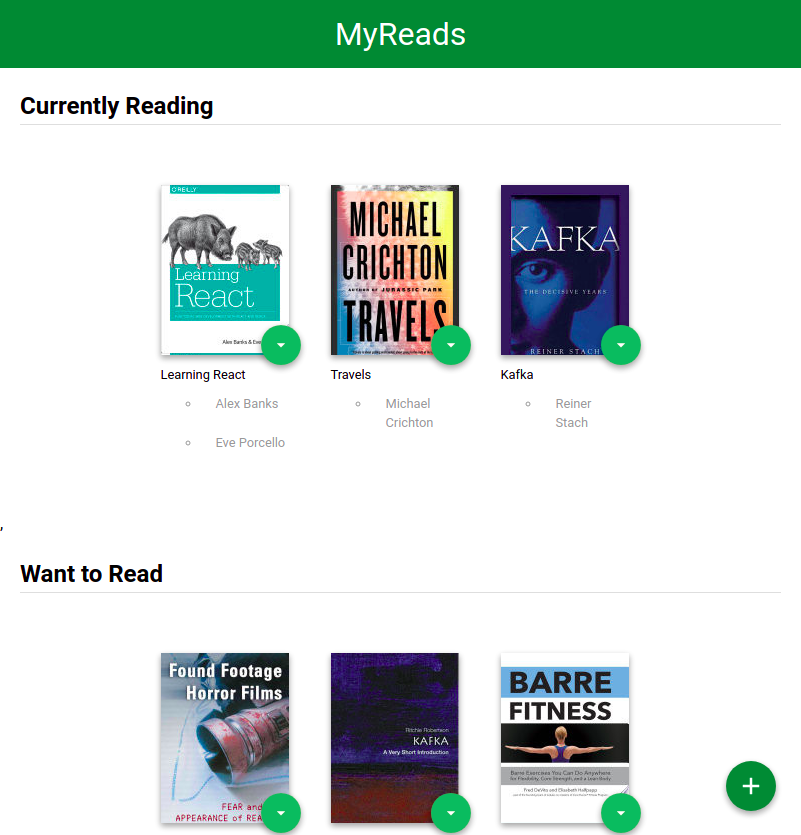 MyReads
Currently Reading
O'REILLY
Learning
React
Alex Banks & Eve
MICHAEL
CRICHTON
AUTHOR OF JURASSIC PARK
TRAVELS
KAFKA
THE DECISIVE YEARS
REINER STACH
Learning React
Travels
Kafka
Alex Banks
Eve Porcello
Michael
Crichton
Reiner
Stach
,
Want to Read
Found Footage
Horror Films
FEAR and
APPEARANCE of REA
Ritchie Robertson
KAFKA
A Very Short Introduction
BARRE
FITNESS
Barre Exercises You Can Do Anywhere
for Flexibility, Core Strength, and a Lean Body
Fred DeVito and Elisabeth Halfpapp
+